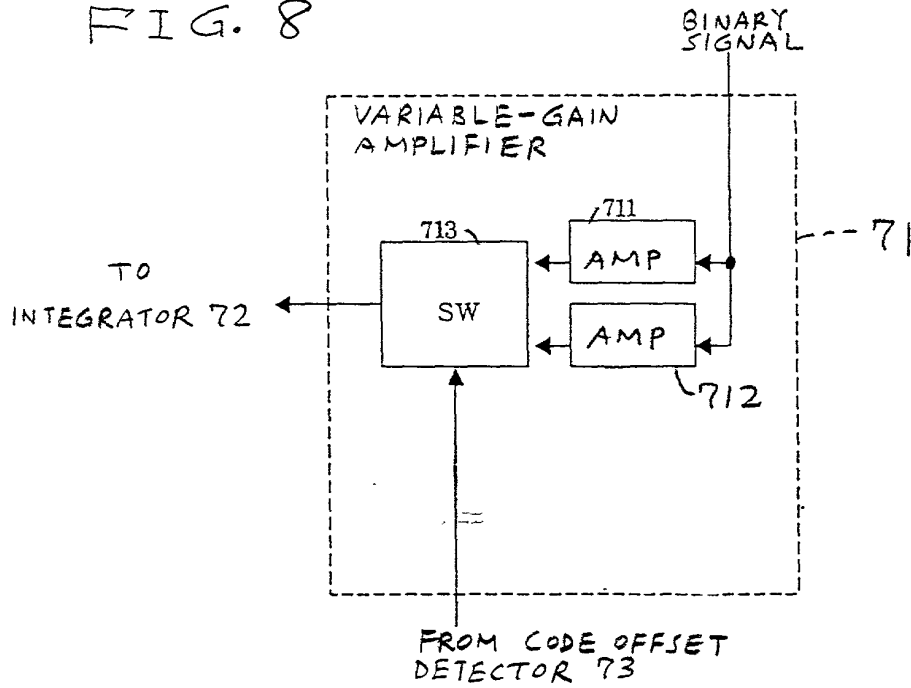 FIG. 8
BINARY
SIGNAL
VARIABLE-GAIN
AMPLIFIER
711
713
AMP
71
TO
INTEGRATOR 72
SW
AMP
712
FROM CODE OFFSET
DETECTOR 73